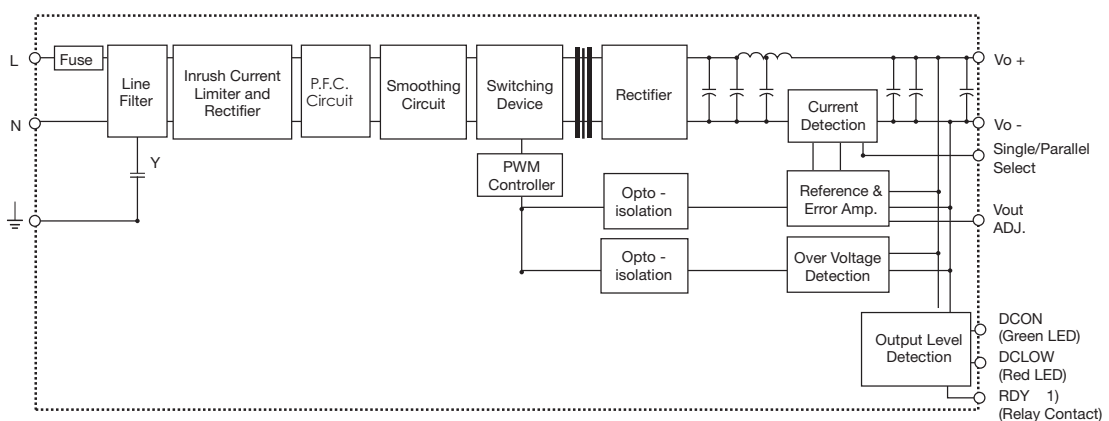 L
Fuse
Line
Filter
Inrush Current
Limiter and
Rectifier
P.F.C.
Circuit
Smoothing
Circuit
Switching
Device
Rectifier
Vo +
Current
Detection
N
Vo -
Y
PWM
Controller
Single/Parallel
Select
Opto -
isolation
Reference &
Error Amp.
Vout
ADJ.
Opto -
isolation
Over Voltage
Detection
Output Level
Detection
DCON
(Green LED)
DCLOW
(Red LED)
RDY 1)
(Relay Contact)